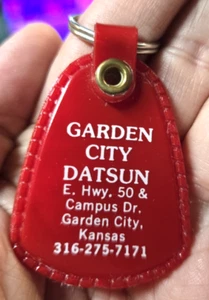 GARDEN
CITY
DATSUN
E. Hwy. 50 &
Campus Dr.
Garden City,
Kansas
316-275-7171